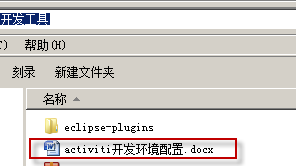 开发工具
T) 帮助(H)
刻录 新建文件夹
名称
eclipse-plugins
activiti开发环境配置.docx